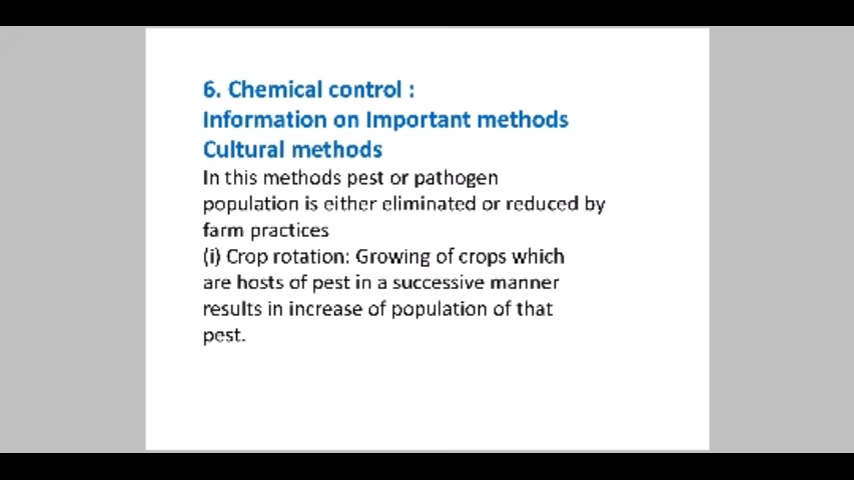 6. Chemical control :
Information on Important methods
Cultural methods
In this methods pest or pathogen
population is either eliminated or reduced by
farm practices
(i) Crop rotation: Growing of crops which
are hosts of pest in a successive manner
results in increase of population of that
pest.